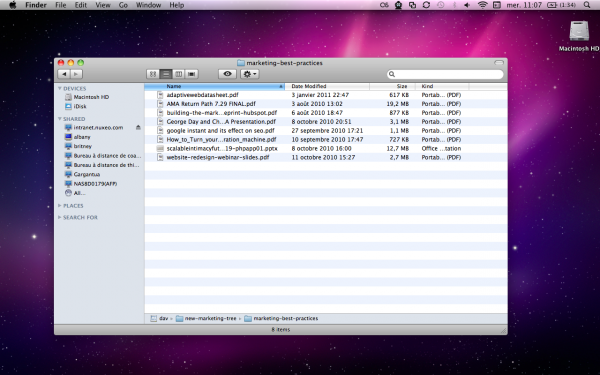 Finder File Edit View Go Window Help mer. 11:07 (1:34)
Macintosh HD
marketing-best-practices
Name Date Modified Size Kind
DEVICES
Macintosh HD
iDisk
SHARED
intranet.nuxeo.com
albany
britney
Bureau à distance de coa...
Bureau à distance de thi...
Gargantua
NASBD0179(AFP)
All...
PLACES
SEARCH FOR
adaptivewebdatasheet.pdf 3 janvier 2011 22:47 617 KB Portab... (PDF)
AMA Return Path 7.29 FINAL.pdf 3 août 2010 13:02 19,2 MB Portab... (PDF)
building-the-mark...eprint-hubspot.pdf 6 août 2010 18:47 877 KB Portab... (PDF)
George Day and Ch...A Presentation.pdf 8 octobre 2010 20:51 3,1 MB Portab... (PDF)
google instant and its effect on seo.pdf 27 septembre 2010 17:21 1,1 MB Portab... (PDF)
How_to_Turn_your...ration_machine.pdf 10 septembre 2010 17:47 727 KB Portab... (PDF)
scalableintimacyfut...19-phpapp01.pptx 8 octobre 2010 16:00 12,7 MB Office ...tation
website-redesign-webinar-slides.pdf 11 octobre 2010 15:27 2,7 MB Portab... (PDF)
dav new-marketing-tree marketing-best-practices
8 items